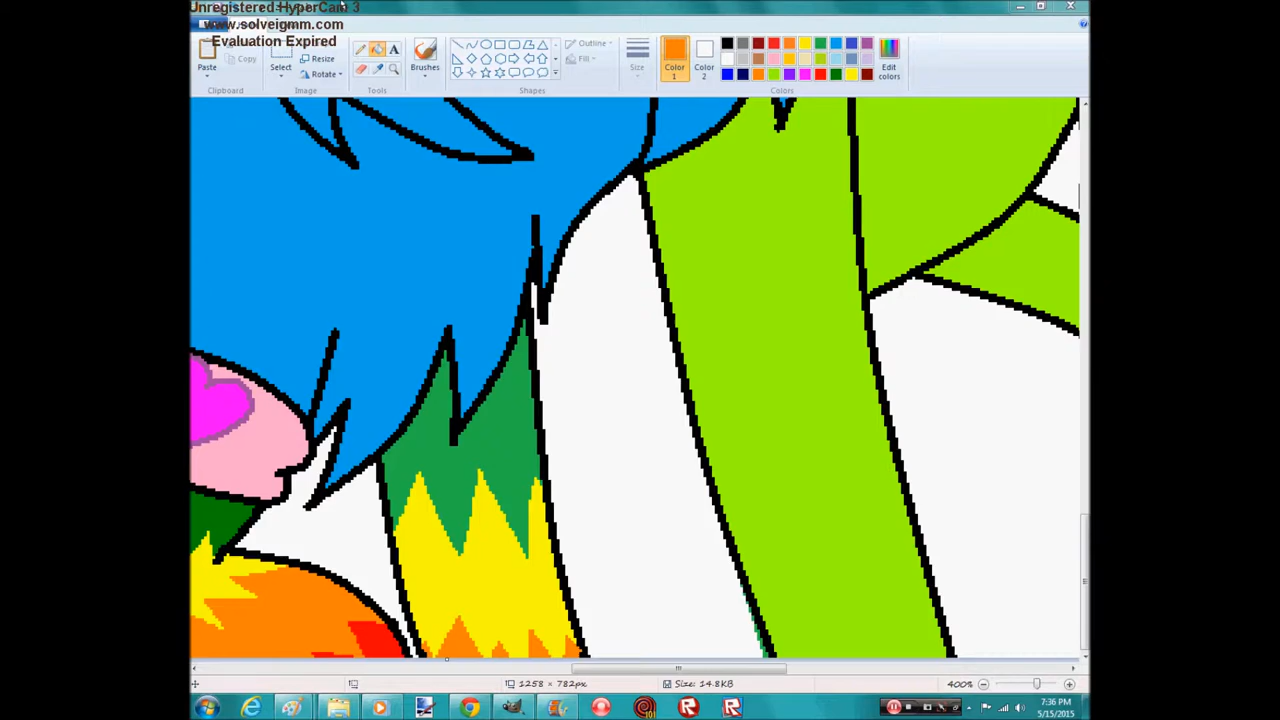 Unregistered HyperCam 3
www.solveigmm.com
Evaluation Expired
Paste
Copy
Clipboard
Select
Resize
Rotate
Image
A
Tools
Brushes
Outline
Fill
Shapes
Size
Color 1
Color 2
Edit colors
Colors
1258 × 782px
Size: 14.8KB
400%
101
7:36 PM
5/15/2015